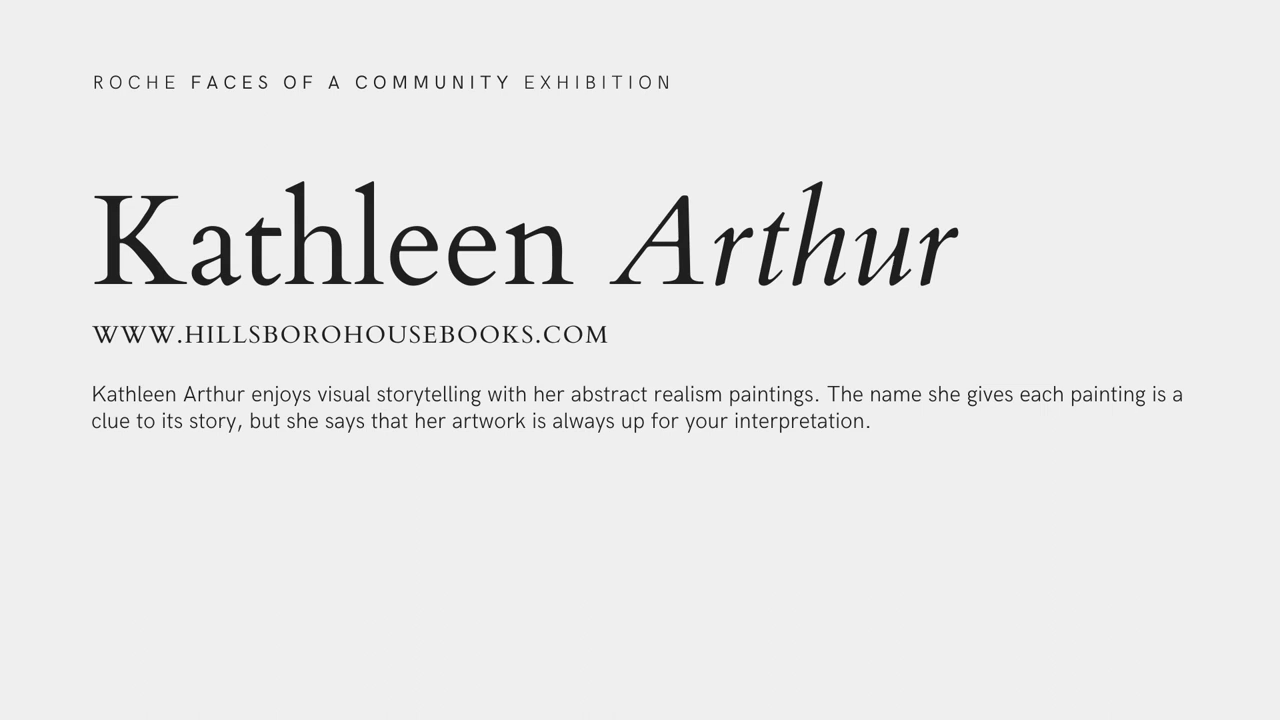 ROCHE FACES OF A COMMUNITY EXHIBITION
Kathleen Arthur
WWW.HILLSBOROHOUSEBOOKS.COM
Kathleen Arthur enjoys visual storytelling with her abstract realism paintings. The name she gives each painting is a
clue to its story, but she says that her artwork is always up for your interpretation.